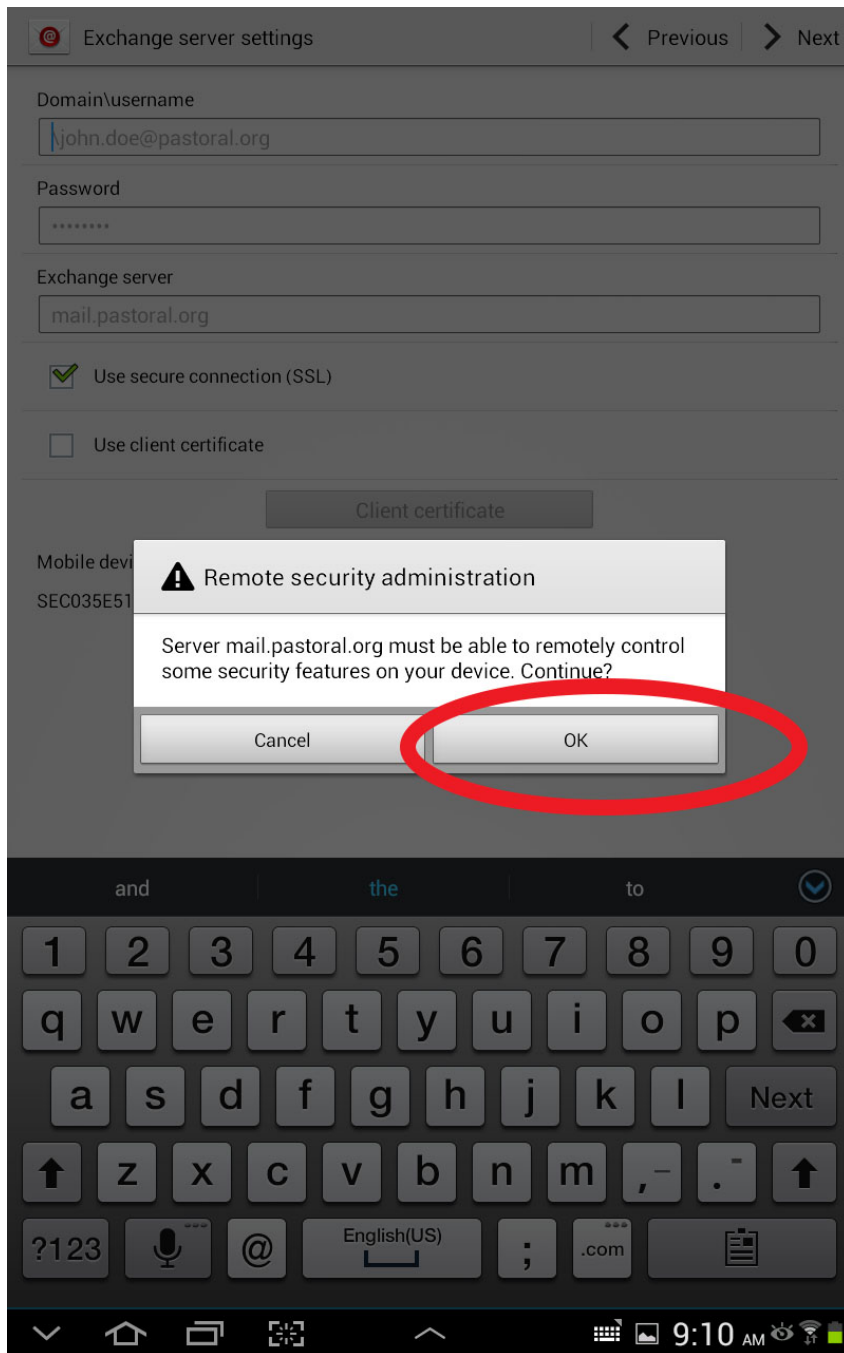 Exchange server settings
Previous
Next
Domain\username
\john.doe@pastoral.org
Password
••••••••
Exchange server
mail.pastoral.org
Use secure connection (SSL)
Use client certificate
Client certificate
Mobile devi
SEC035E51
Remote security administration
Server mail.pastoral.org must be able to remotely control
some security features on your device. Continue?
Cancel
OK
and the to
1 2 3 4 5 6 7 8 9 0
q w e r t y u i o p
a s d f g h j k l Next
z x c v b n m ,- .-
?123 @ English(US) ; .com
9:10 AM